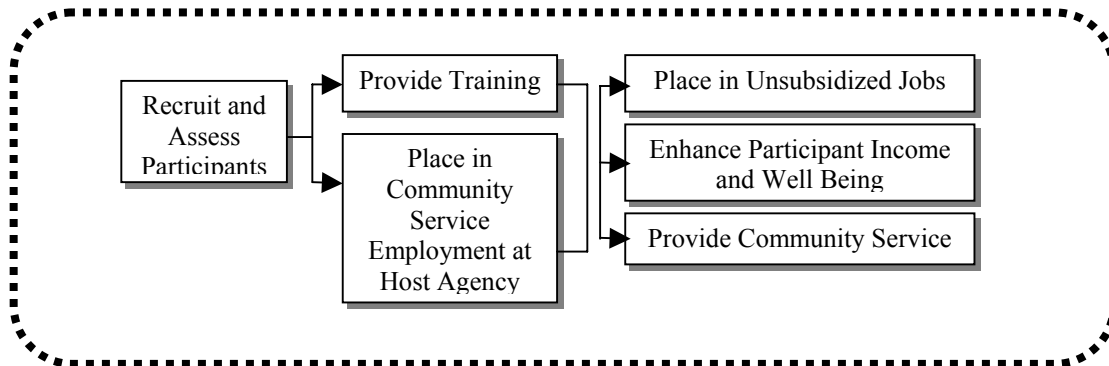 Recruit and
Assess
Participants
Provide Training
Place in
Community
Service
Employment at
Host Agency
Place in Unsubsidized Jobs
Enhance Participant Income
and Well Being
Provide Community Service